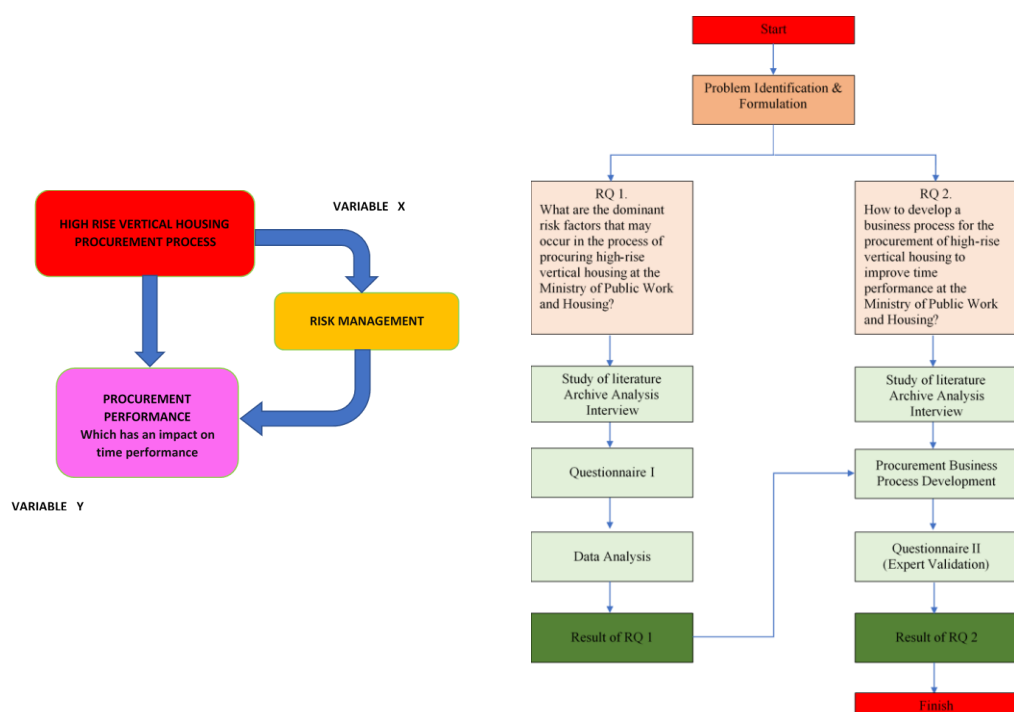 VARIABLE X
HIGH RISE VERTICAL HOUSING
PROCUREMENT PROCESS
RISK MANAGEMENT
PROCUREMENT
PERFORMANCE
Which has an impact on
time performance
VARIABLE Y
Start
Problem Identification &
Formulation
RQ 1.
What are the dominant
risk factors that may
occur in the process of
procuring high-rise
vertical housing at the
Ministry of Public Work
and Housing?
Study of literature
Archive Analysis
Interview
Questionnaire I
Data Analysis
Result of RQ 1
RQ 2.
How to develop a
business process for the
procurement of high-rise
vertical housing to
improve time
performance at the
Ministry of Public Work
and Housing?
Study of literature
Archive Analysis
Interview
Procurement Business
Process Development
Questionnaire II
(Expert Validation)
Result of RQ 2
Finish